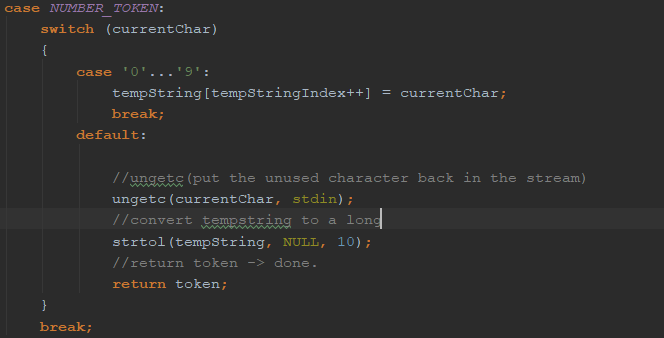 case NUMBER_TOKEN:
switch (currentChar)
{
case '0'...'9':
tempString[tempStringIndex++] = currentChar;
break;
default:
//ungetc(put the unused character back in the stream)
ungetc(currentChar, stdin);
//convert tempstring to a long
strtol(tempString, NULL, 10);
//return token -> done.
return token;
}
break;